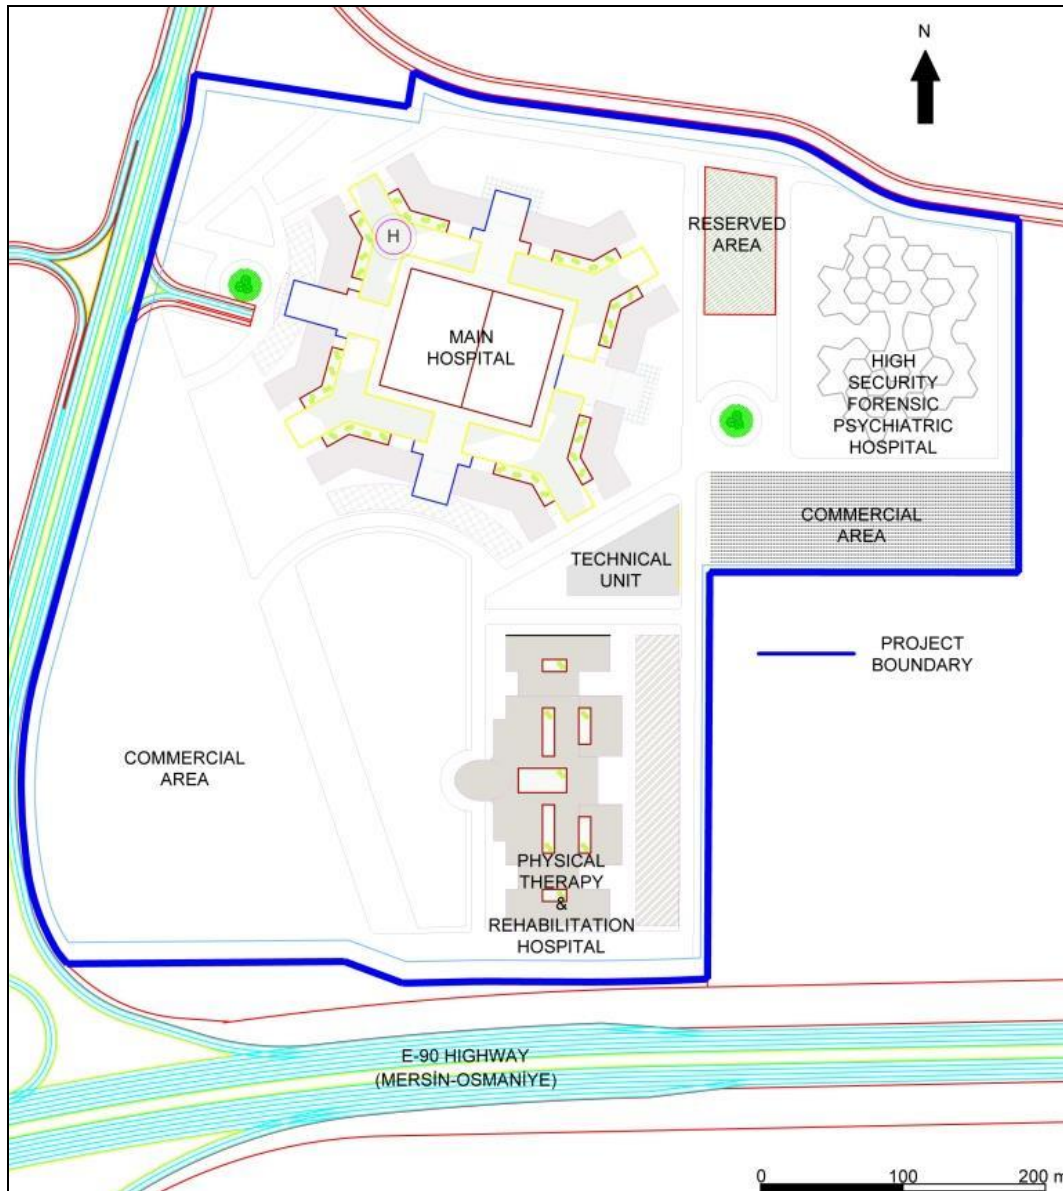 N
RESERVED
AREA
H
MAIN
HOSPITAL
HIGH
SECURITY
FORENSIC
PSYCHIATRIC
HOSPITAL
COMMERCIAL
AREA
TECHNICAL
UNIT
PROJECT
BOUNDARY
COMMERCIAL
AREA
PHYSICAL
THERAPY
&
REHABILITATION
HOSPITAL
E-90 HIGHWAY
(MERSİN-OSMANİYE)
0 100 200 m